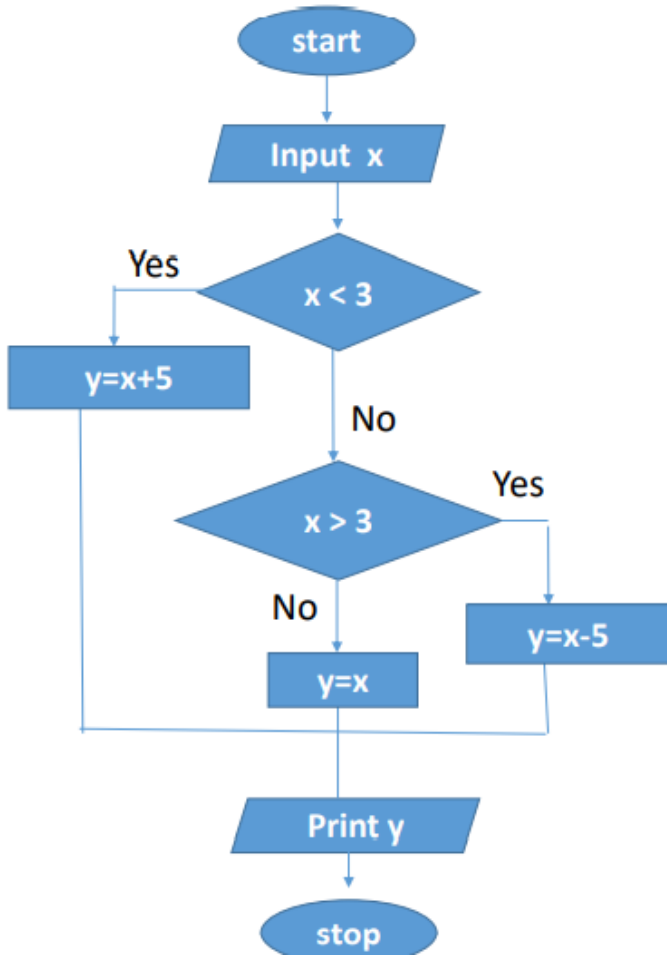 start
Input x
Yes
x < 3
y=x+5
No
Yes
x > 3
No
y=x-5
y=x
Print y
stop